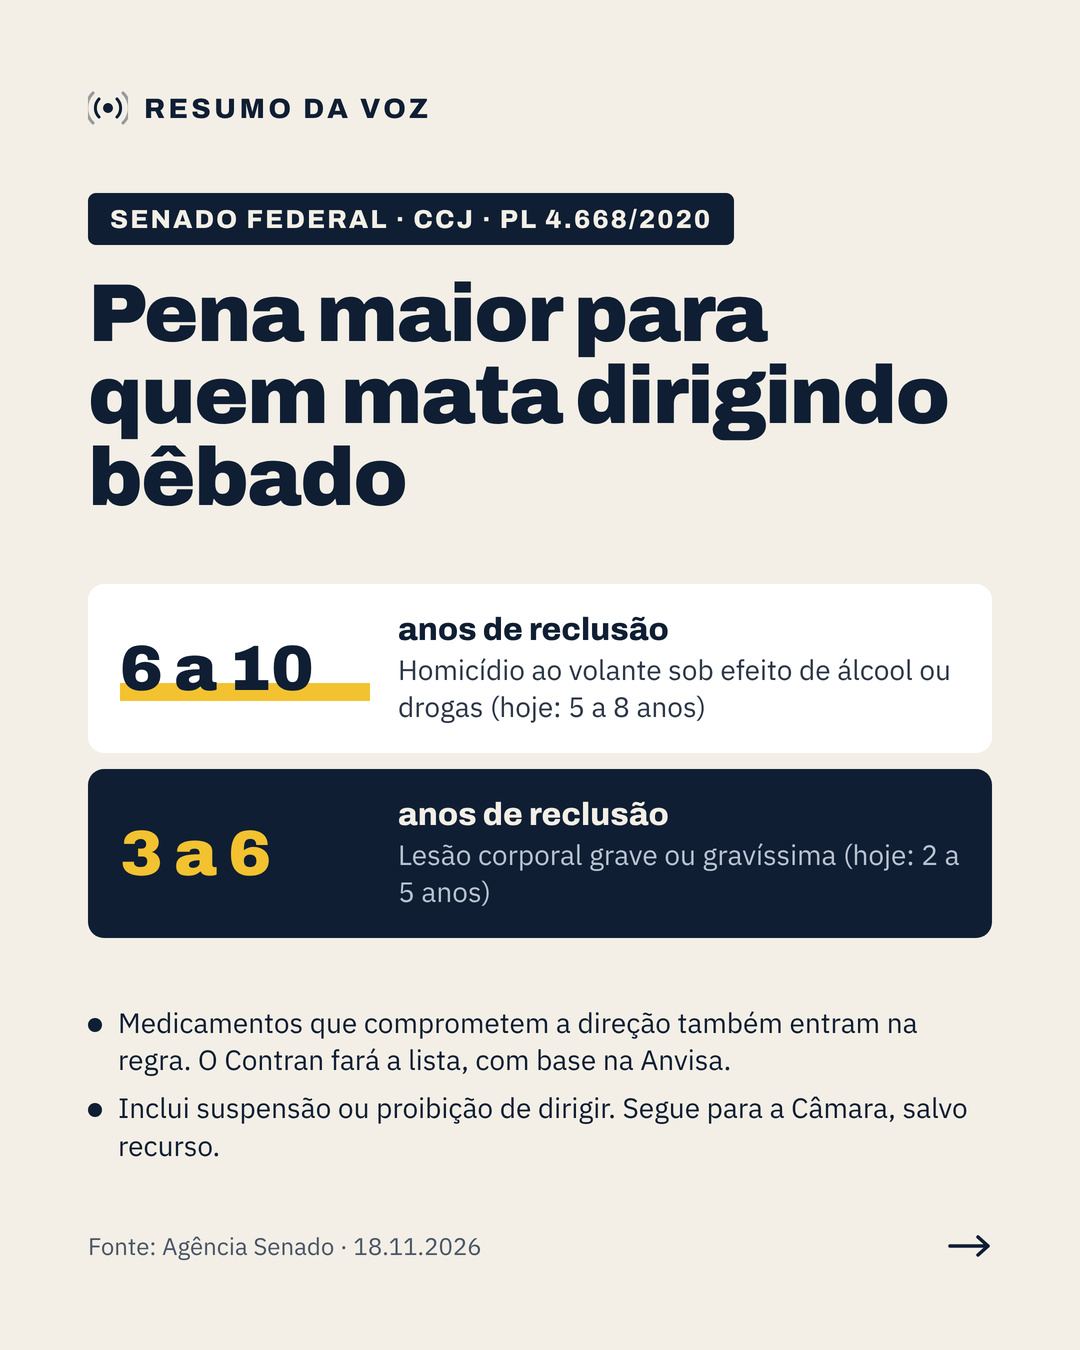 RESUMO DA VOZ
SENADO FEDERAL · CCJ · PL 4.668/2020
Pena maior para
quem mata dirigindo
bêbado
6 a 10
anos de reclusão
Homicídio ao volante sob efeito de álcool ou
drogas (hoje: 5 a 8 anos)
3 a 6
anos de reclusão
Lesão corporal grave ou gravíssima (hoje: 2 a
5 anos)
Medicamentos que comprometem a direção também entram na
regra. O Contran fará a lista, com base na Anvisa.
Inclui suspensão ou proibição de dirigir. Segue para a Câmara, salvo
recurso.
Fonte: Agência Senado · 18.11.2026